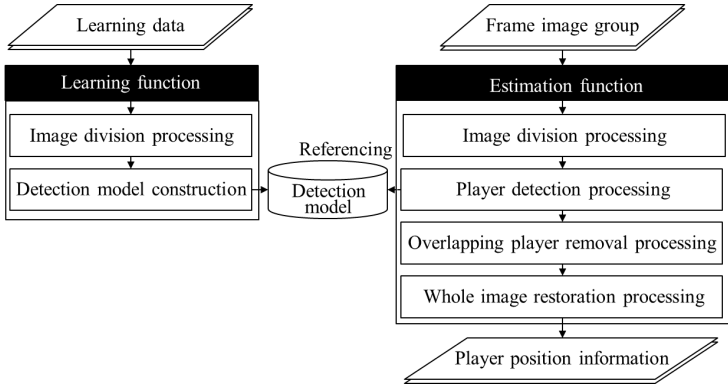 Learning data
Learning function
Image division processing
Detection model construction
Referencing
Detection
model
Frame image group
Estimation function
Image division processing
Player detection processing
Overlapping player removal processing
Whole image restoration processing
Player position information